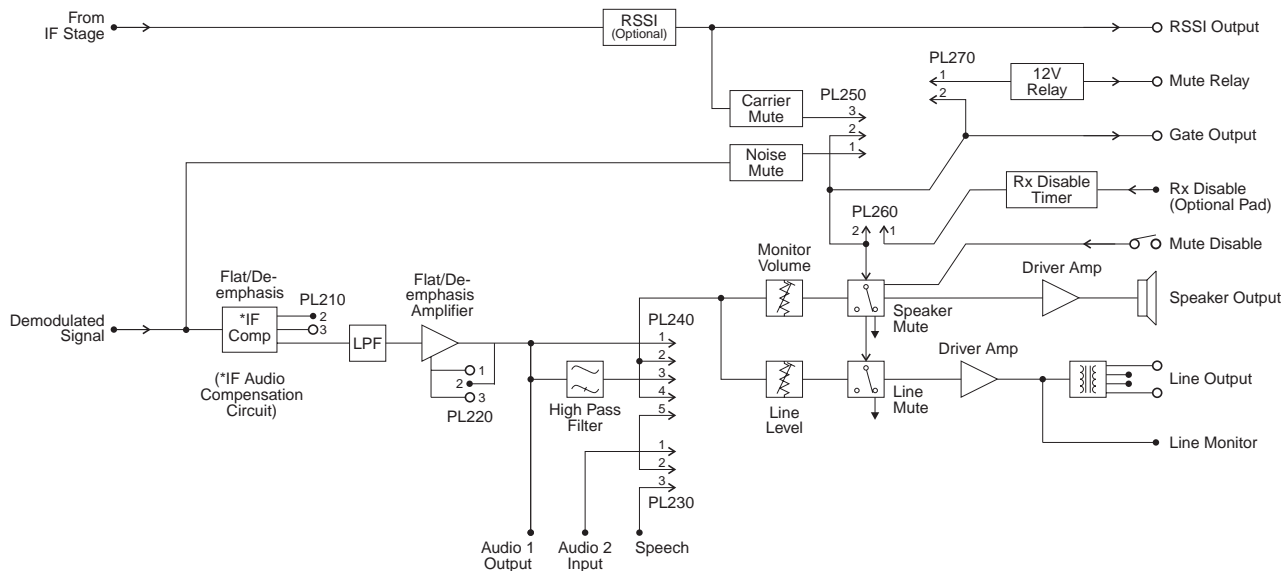 From
IF Stage
RSSI
(Optional)
RSSI Output
PL270
1
2
12V
Relay
Mute Relay
Carrier
Mute
PL250
3
2
1
Gate Output
Noise
Mute
Rx Disable
Timer
Rx Disable
(Optional Pad)
PL260
2
1
Mute Disable
Monitor
Volume
Speaker
Mute
Driver Amp
Speaker Output
Flat/De-
emphasis
*IF
Comp
PL210
2
3
Flat/De-
emphasis
Amplifier
Demodulated
Signal
LPF
(*IF Audio
Compensation
Circuit)
1
2
3
PL220
High Pass
Filter
PL240
1
2
3
4
5
1
2
3
PL230
Line
Level
Line
Mute
Driver Amp
Line Output
Line Monitor
Audio 1
Output
Audio 2
Input
Speech